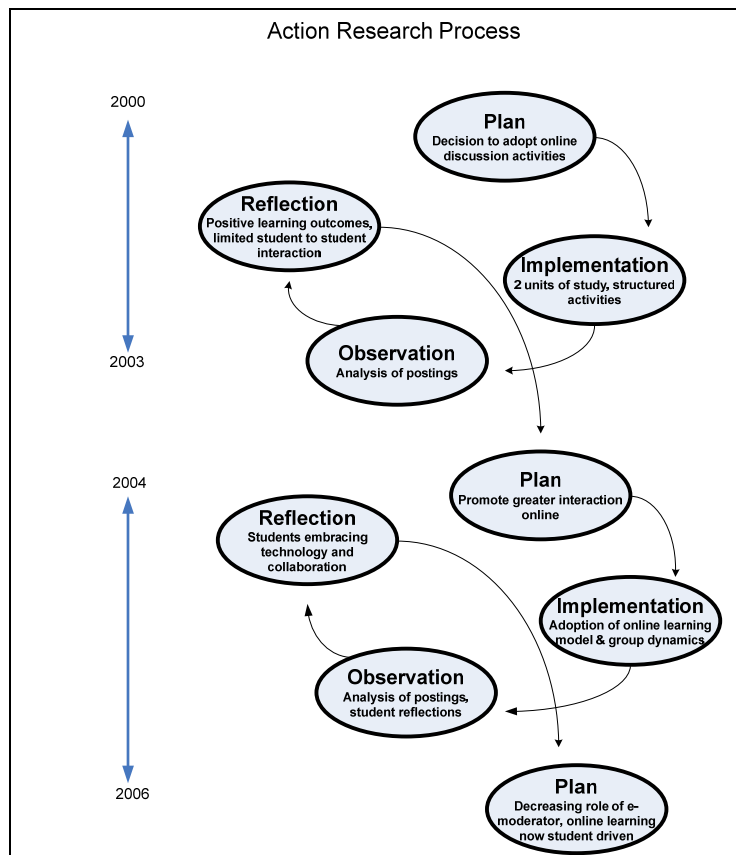 Action Research Process
2000
Plan
Decision to adopt online
discussion activities
Reflection
Positive learning outcomes,
limited student to student
interaction
Implementation
2 units of study, structured
activities
Observation
Analysis of postings
2003
2004
Plan
Promote greater interaction
online
Reflection
Students embracing
technology and
collaboration
Implementation
Adoption of online learning
model & group dynamics
Observation
Analysis of postings,
student reflections
2006
Plan
Decreasing role of e-
moderator, online learning
now student driven